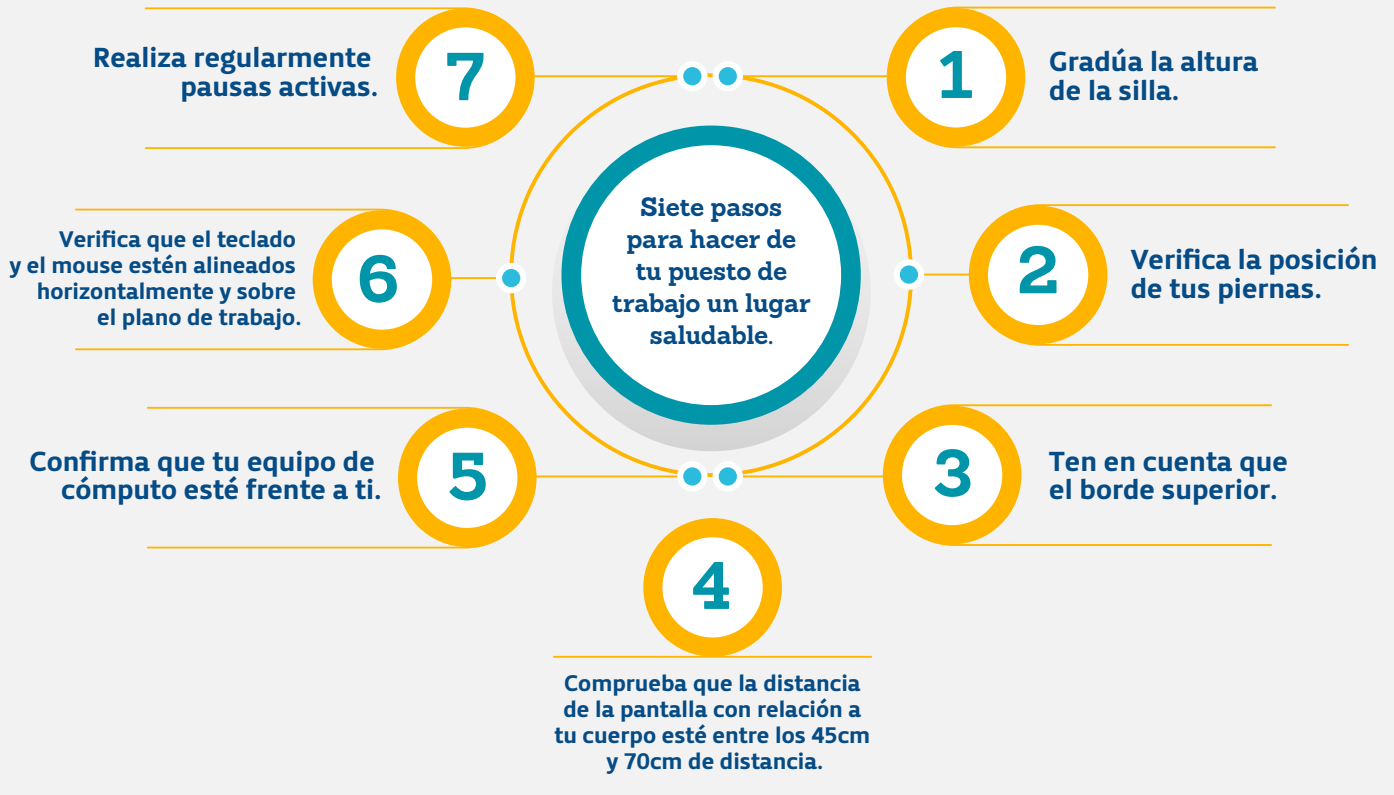 Siete pasos
para hacer de
tu puesto de
trabajo un lugar
saludable.
1
Gradúa la altura
de la silla.
2
Verifica la posición
de tus piernas.
3
Ten en cuenta que
el borde superior.
4
Comprueba que la distancia
de la pantalla con relación a
tu cuerpo esté entre los 45cm
y 70cm de distancia.
5
Confirma que tu equipo de
cómputo esté frente a ti.
6
Verifica que el teclado
y el mouse estén alineados
horizontalmente y sobre
el plano de trabajo.
7
Realiza regularmente
pausas activas.